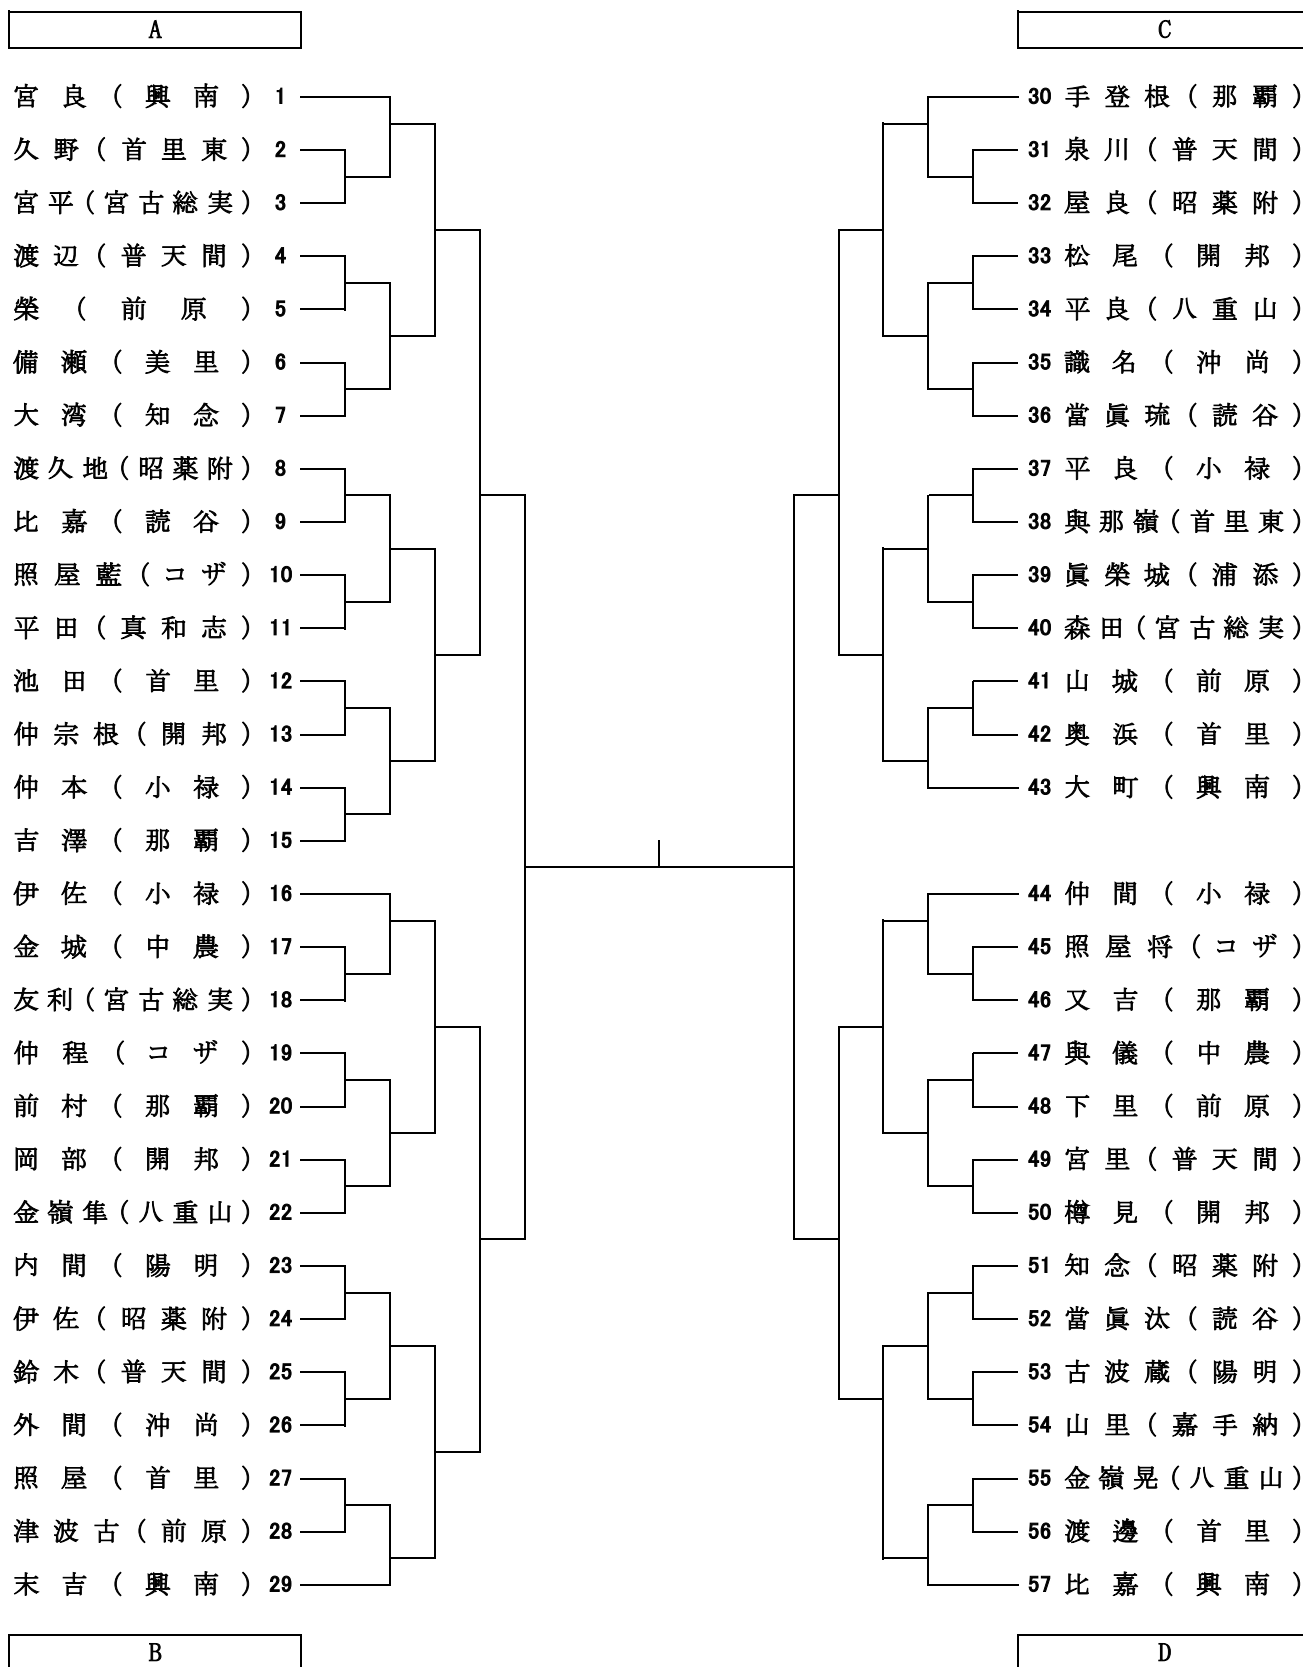 A
宮良(興南) 1
久野(首里東) 2
宮平(宮古総実) 3
渡辺(普天間) 4
榮(前原) 5
備瀬(美里) 6
大湾(知念) 7
渡久地(昭薬附) 8
比嘉(読谷) 9
照屋藍(コザ) 10
平田(真和志) 11
池田(首里) 12
仲宗根(開邦) 13
仲本(小禄) 14
吉澤(那覇) 15
伊佐(小禄) 16
金城(中農) 17
友利(宮古総実) 18
仲程(コザ) 19
前村(那覇) 20
岡部(開邦) 21
金嶺隼(八重山) 22
内間(陽明) 23
伊佐(昭薬附) 24
鈴木(普天間) 25
外間(沖尚) 26
照屋(首里) 27
津波古(前原) 28
末吉(興南) 29
B
C
30 手登根(那覇)
31 泉川(普天間)
32 屋良(昭薬附)
33 松尾(開邦)
34 平良(八重山)
35 識名(沖尚)
36 當眞琉(読谷)
37 平良(小禄)
38 與那嶺(首里東)
39 眞榮城(浦添)
40 森田(宮古総実)
41 山城(前原)
42 奥浜(首里)
43 大町(興南)
44 仲間(小禄)
45 照屋将(コザ)
46 又吉(那覇)
47 與儀(中農)
48 下里(前原)
49 宮里(普天間)
50 樽見(開邦)
51 知念(昭薬附)
52 當眞汰(読谷)
53 古波蔵(陽明)
54 山里(嘉手納)
55 金嶺晃(八重山)
56 渡邊(首里)
57 比嘉(興南)
D